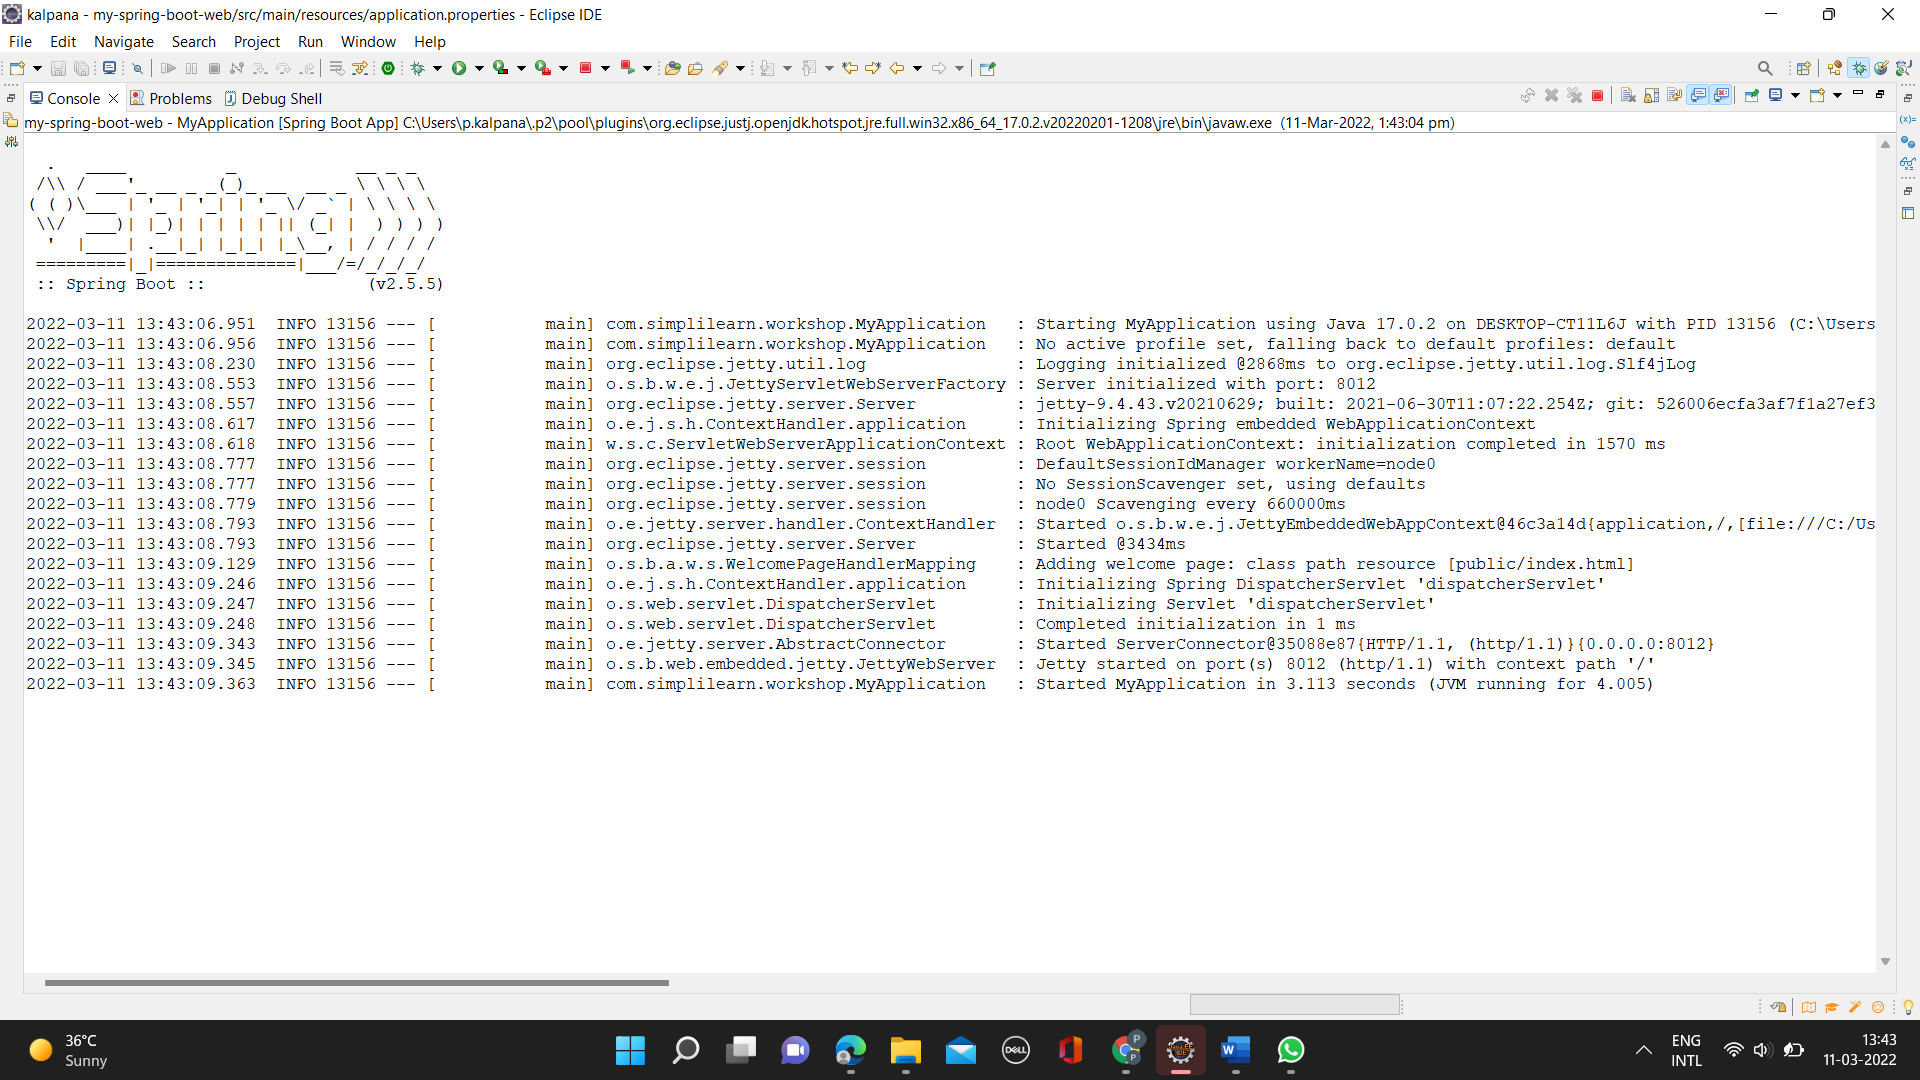 kalpana - my-spring-boot-web/src/main/resources/application.properties - Eclipse IDE
File Edit Navigate Search Project Run Window Help
Console Problems Debug Shell
my-spring-boot-web - MyApplication [Spring Boot App] C:\Users\p.kalpana\.p2\pool\plugins\org.eclipse.justj.openjdk.hotspot.jre.full.win32.x86_64_17.0.2.v20220201-1208\jre\bin\javaw.exe (11-Mar-2022, 1:43:04 pm)
  .   ____          _            __ _ _
 /\\ / ___'_ __ _ _(_)_ __  __ _ \ \ \ \
( ( )\___ | '_ | '_| | '_ \/ _` | \ \ \ \
 \\/  ___)| |_)| | | | | || (_| |  ) ) ) )
  '  |____| .__|_| |_|_| |_\__, | / / / /
 =========|_|==============|___/=/_/_/_/
 :: Spring Boot ::                (v2.5.5)
2022-03-11 13:43:06.951  INFO 13156 --- [           main] com.simplilearn.workshop.MyApplication   : Starting MyApplication using Java 17.0.2 on DESKTOP-CT11L6J with PID 13156 (C:\Users
2022-03-11 13:43:06.956  INFO 13156 --- [           main] com.simplilearn.workshop.MyApplication   : No active profile set, falling back to default profiles: default
2022-03-11 13:43:08.230  INFO 13156 --- [           main] org.eclipse.jetty.util.log               : Logging initialized @2868ms to org.eclipse.jetty.util.log.Slf4jLog
2022-03-11 13:43:08.553  INFO 13156 --- [           main] o.s.b.w.e.j.JettyServletWebServerFactory : Server initialized with port: 8012
2022-03-11 13:43:08.557  INFO 13156 --- [           main] org.eclipse.jetty.server.Server          : jetty-9.4.43.v20210629; built: 2021-06-30T11:07:22.254Z; git: 526006ecfa3af7f1a27ef3
2022-03-11 13:43:08.617  INFO 13156 --- [           main] o.e.j.s.h.ContextHandler.application     : Initializing Spring embedded WebApplicationContext
2022-03-11 13:43:08.618  INFO 13156 --- [           main] w.s.c.ServletWebServerApplicationContext : Root WebApplicationContext: initialization completed in 1570 ms
2022-03-11 13:43:08.777  INFO 13156 --- [           main] org.eclipse.jetty.server.session         : DefaultSessionIdManager workerName=node0
2022-03-11 13:43:08.777  INFO 13156 --- [           main] org.eclipse.jetty.server.session         : No SessionScavenger set, using defaults
2022-03-11 13:43:08.779  INFO 13156 --- [           main] org.eclipse.jetty.server.session         : node0 Scavenging every 660000ms
2022-03-11 13:43:08.793  INFO 13156 --- [           main] o.e.jetty.server.handler.ContextHandler  : Started o.s.b.w.e.j.JettyEmbeddedWebAppContext@46c3a14d{application,/,[file:///C:/Us
2022-03-11 13:43:08.793  INFO 13156 --- [           main] org.eclipse.jetty.server.Server          : Started @3434ms
2022-03-11 13:43:09.129  INFO 13156 --- [           main] o.s.b.a.w.s.WelcomePageHandlerMapping    : Adding welcome page: class path resource [public/index.html]
2022-03-11 13:43:09.246  INFO 13156 --- [           main] o.e.j.s.h.ContextHandler.application     : Initializing Spring DispatcherServlet 'dispatcherServlet'
2022-03-11 13:43:09.247  INFO 13156 --- [           main] o.s.web.servlet.DispatcherServlet        : Initializing Servlet 'dispatcherServlet'
2022-03-11 13:43:09.248  INFO 13156 --- [           main] o.s.web.servlet.DispatcherServlet        : Completed initialization in 1 ms
2022-03-11 13:43:09.343  INFO 13156 --- [           main] o.e.jetty.server.AbstractConnector       : Started ServerConnector@35088e87{HTTP/1.1, (http/1.1)}{0.0.0.0:8012}
2022-03-11 13:43:09.345  INFO 13156 --- [           main] o.s.b.web.embedded.jetty.JettyWebServer  : Jetty started on port(s) 8012 (http/1.1) with context path '/'
2022-03-11 13:43:09.363  INFO 13156 --- [           main] com.simplilearn.workshop.MyApplication   : Started MyApplication in 3.113 seconds (JVM running for 4.005)
36°C
Sunny
DELL
ENG
INTL
13:43
11-03-2022